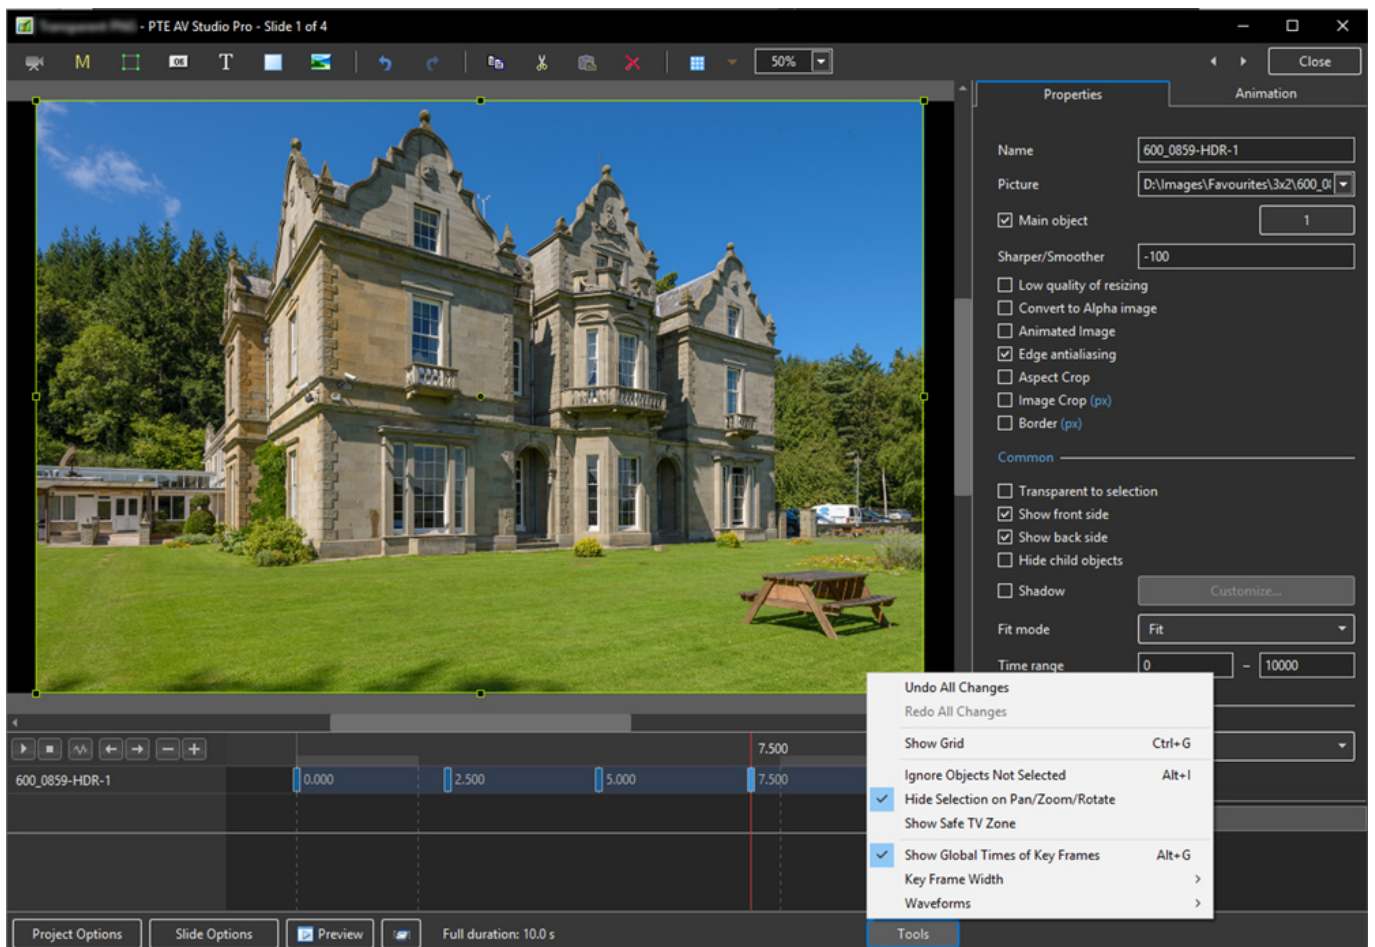 - PTE AV Studio Pro - Slide 1 of 4
M
OK
T
50%
Close
Properties
Animation
Name
600_0859-HDR-1
Picture
D:\Images\Favourites\3x2\600_0
Main object
1
Sharper/Smoother
-100
Low quality of resizing
Convert to Alpha image
Animated Image
Edge antialiasing
Aspect Crop
Image Crop (px)
Border (px)
Common
Transparent to selection
Show front side
Show back side
Hide child objects
Shadow
Customize...
Fit mode
Fit
Time range
0
–
10000
Undo All Changes
Redo All Changes
Show Grid
Ctrl+G
Ignore Objects Not Selected
Alt+I
Hide Selection on Pan/Zoom/Rotate
Show Safe TV Zone
Show Global Times of Key Frames
Alt+G
Key Frame Width
Waveforms
7.500
600_0859-HDR-1
0.000
2.500
5.000
7.500
Project Options
Slide Options
Preview
Full duration: 10.0 s
Tools